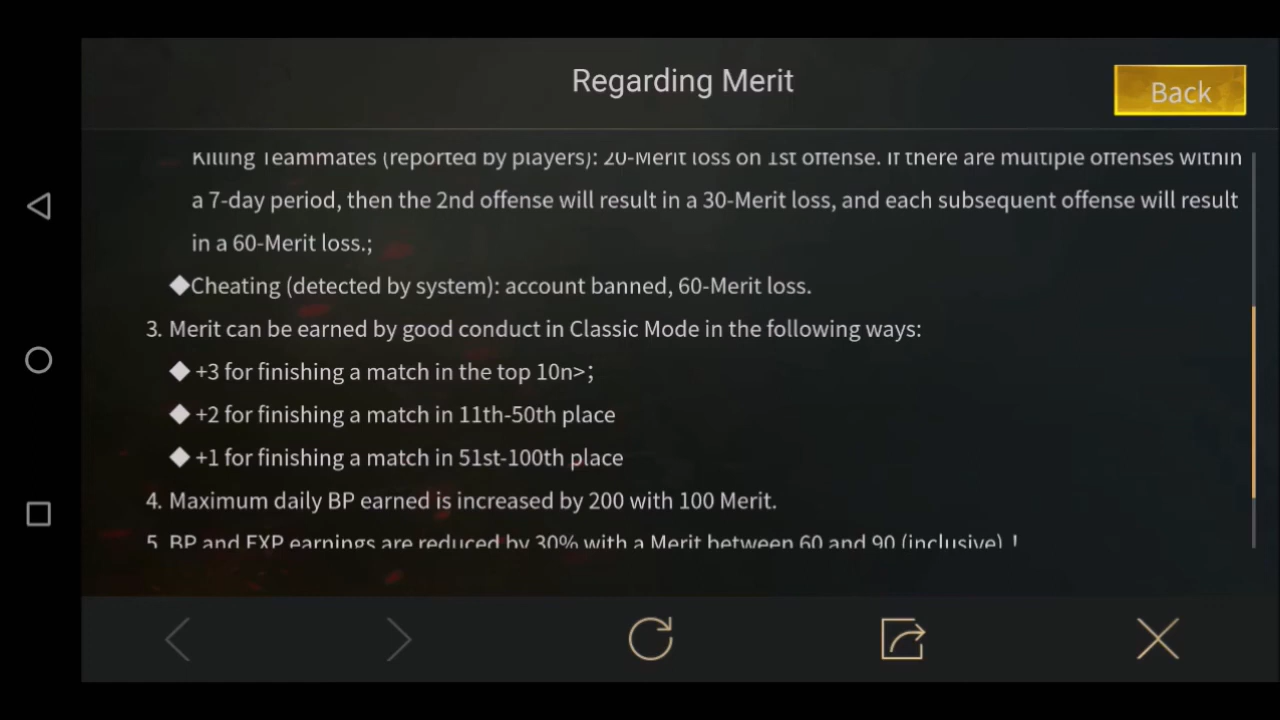 Regarding Merit
Back
Killing Teammates (reported by players): 20-Merit loss on 1st offense. If there are multiple offenses within
a 7-day period, then the 2nd offense will result in a 30-Merit loss, and each subsequent offense will result
in a 60-Merit loss.;
◆Cheating (detected by system): account banned, 60-Merit loss.
3. Merit can be earned by good conduct in Classic Mode in the following ways:
◆ +3 for finishing a match in the top 10n>;
◆ +2 for finishing a match in 11th-50th place
◆ +1 for finishing a match in 51st-100th place
4. Maximum daily BP earned is increased by 200 with 100 Merit.
5. BP and EXP earnings are reduced by 30% with a Merit between 60 and 90 (inclusive)!